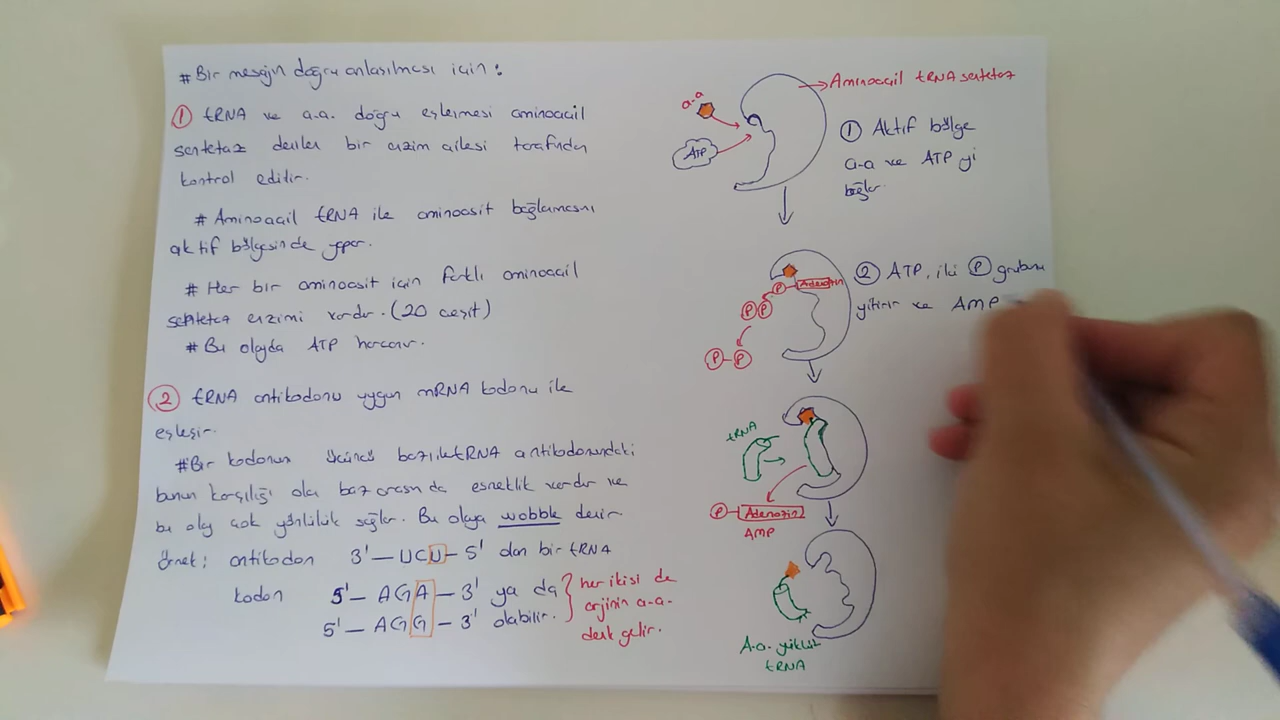 # Bir mesajın doğru anlaşılması için:
① tRNA ve a.a. doğru eşleşmesi aminoaçil
sentetaz denilen bir enzim ailesi tarafından
kontrol edilir.
# Aminoaçil tRNA ile aminoasit bağlamasını
aktif bölgesinde yapar.
# Her bir aminoasit için farklı aminoaçil
sentetaz enzimi vardır. (20 çeşit)
# Bu olayda ATP harcanır.
② tRNA antikodonu uygun mRNA kodonu ile
eşleşir.
# Bir kodonun üçüncü bazı ile tRNA antikodonundaki
bunun karşılığı olan baz arasında esneklik vardır ve
bu olay çok yönlülük sağlar. Bu olaya wobble denir.
Örnek: antikodon 3'— UCU — 5' olan bir tRNA
kodon 5'— AGA — 3' ya da
5'— AGG — 3' olabilir.
her ikisi de
arjinin a.a.
denk gelir.
Aminoaçil tRNA sentetaz
a-a
ATP
① Aktif bölge
a-a ve ATP yi
bağlar.
② ATP, iki P grubunu
yitirir ve AMP
P Adenozin
P P
P - P
tRNA
P - Adenozin
AMP
A.a. yüklü
tRNA